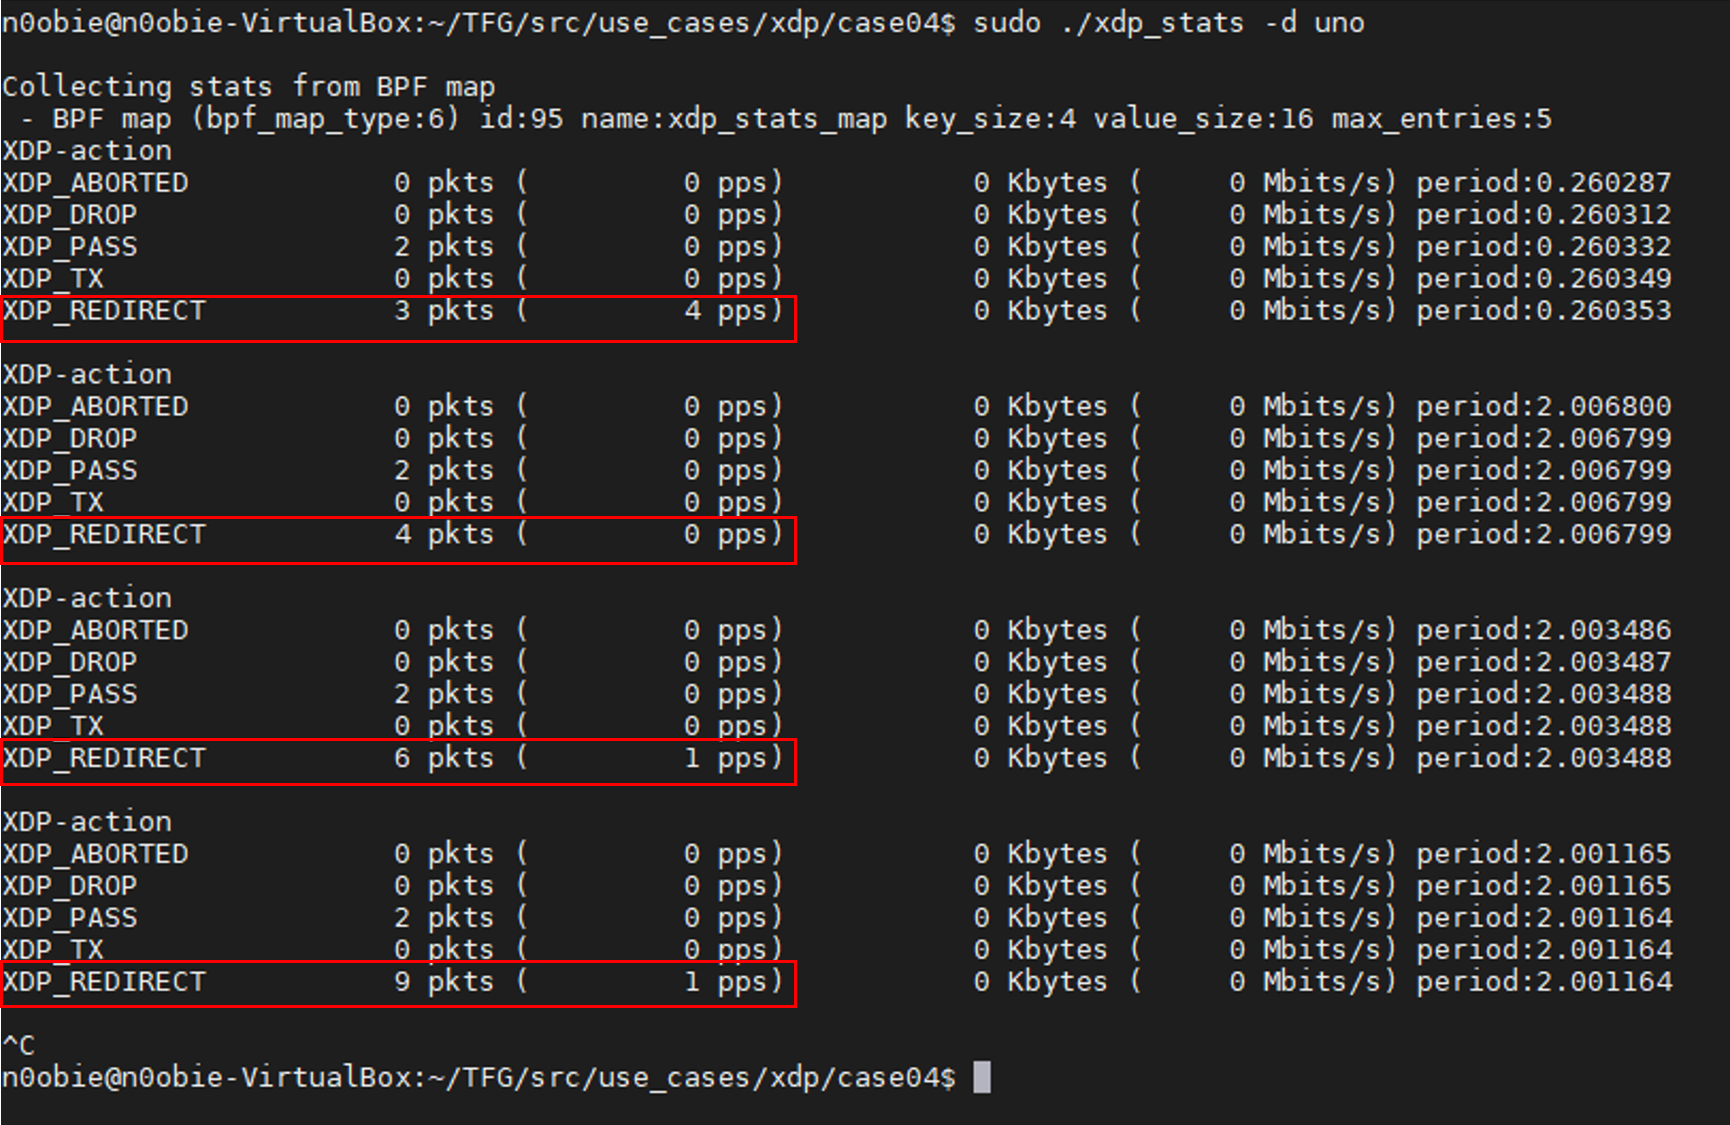 n0obie@n0obie-VirtualBox:~/TFG/src/use_cases/xdp/case04$ sudo ./xdp_stats -d uno
Collecting stats from BPF map
- BPF map (bpf_map_type:6) id:95 name:xdp_stats_map key_size:4 value_size:16 max_entries:5
XDP-action
XDP_ABORTED 0 pkts ( 0 pps) 0 Kbytes ( 0 Mbits/s) period:0.260287
XDP_DROP 0 pkts ( 0 pps) 0 Kbytes ( 0 Mbits/s) period:0.260312
XDP_PASS 2 pkts ( 0 pps) 0 Kbytes ( 0 Mbits/s) period:0.260332
XDP_TX 0 pkts ( 0 pps) 0 Kbytes ( 0 Mbits/s) period:0.260349
XDP_REDIRECT 3 pkts ( 4 pps) 0 Kbytes ( 0 Mbits/s) period:0.260353
XDP-action
XDP_ABORTED 0 pkts ( 0 pps) 0 Kbytes ( 0 Mbits/s) period:2.006800
XDP_DROP 0 pkts ( 0 pps) 0 Kbytes ( 0 Mbits/s) period:2.006799
XDP_PASS 2 pkts ( 0 pps) 0 Kbytes ( 0 Mbits/s) period:2.006799
XDP_TX 0 pkts ( 0 pps) 0 Kbytes ( 0 Mbits/s) period:2.006799
XDP_REDIRECT 4 pkts ( 0 pps) 0 Kbytes ( 0 Mbits/s) period:2.006799
XDP-action
XDP_ABORTED 0 pkts ( 0 pps) 0 Kbytes ( 0 Mbits/s) period:2.003486
XDP_DROP 0 pkts ( 0 pps) 0 Kbytes ( 0 Mbits/s) period:2.003487
XDP_PASS 2 pkts ( 0 pps) 0 Kbytes ( 0 Mbits/s) period:2.003488
XDP_TX 0 pkts ( 0 pps) 0 Kbytes ( 0 Mbits/s) period:2.003488
XDP_REDIRECT 6 pkts ( 1 pps) 0 Kbytes ( 0 Mbits/s) period:2.003488
XDP-action
XDP_ABORTED 0 pkts ( 0 pps) 0 Kbytes ( 0 Mbits/s) period:2.001165
XDP_DROP 0 pkts ( 0 pps) 0 Kbytes ( 0 Mbits/s) period:2.001165
XDP_PASS 2 pkts ( 0 pps) 0 Kbytes ( 0 Mbits/s) period:2.001164
XDP_TX 0 pkts ( 0 pps) 0 Kbytes ( 0 Mbits/s) period:2.001164
XDP_REDIRECT 9 pkts ( 1 pps) 0 Kbytes ( 0 Mbits/s) period:2.001164
^C
n0obie@n0obie-VirtualBox:~/TFG/src/use_cases/xdp/case04$